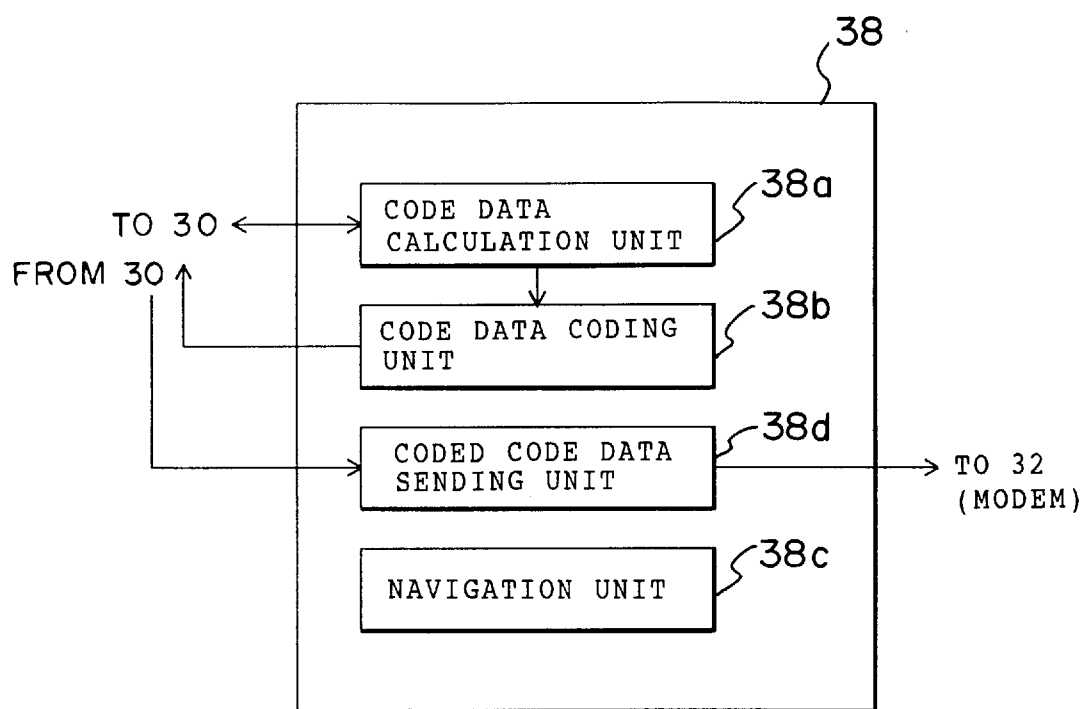 38
38a
CODE DATA
CALCULATION UNIT
TO 30
FROM 30
38b
CODE DATA CODING
UNIT
38d
CODED CODE DATA
SENDING UNIT
TO 32
(MODEM)
38c
NAVIGATION UNIT